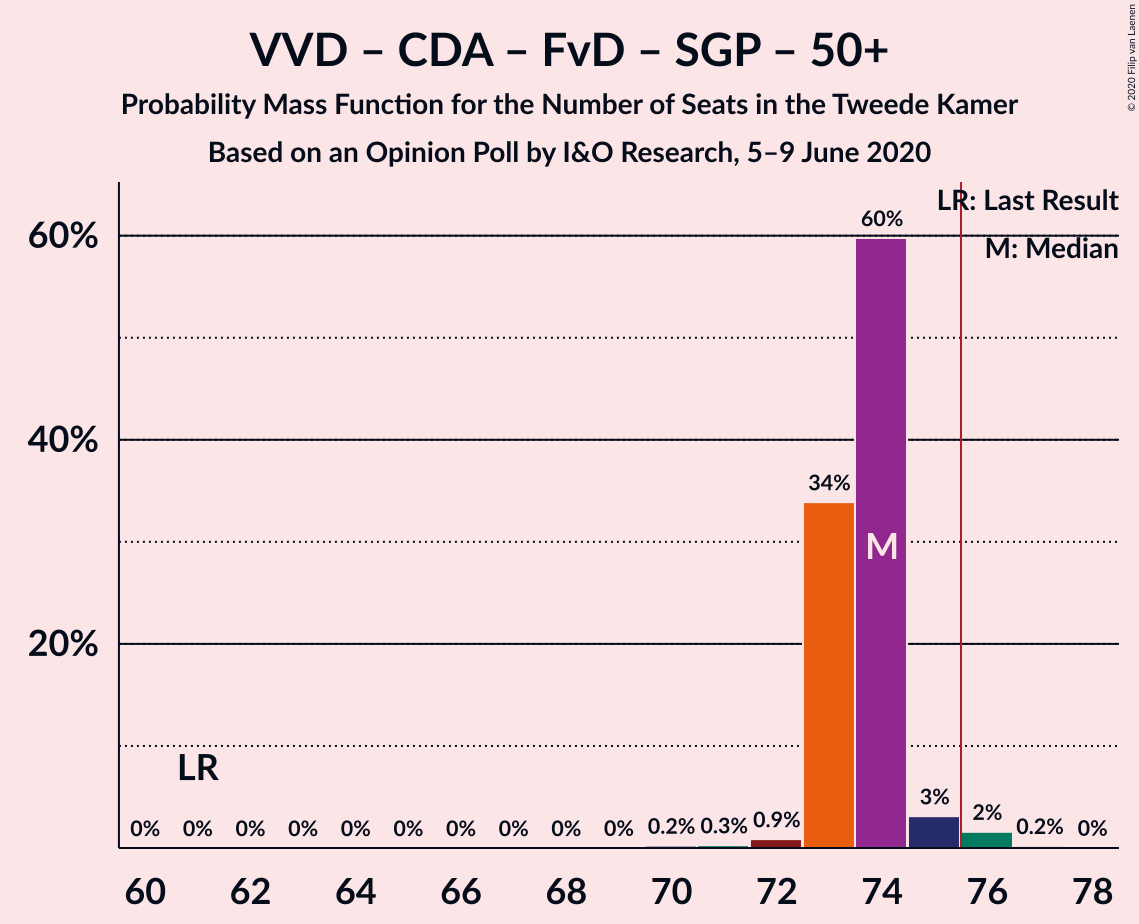 VVD – CDA – FvD – SGP – 50+
Probability Mass Function for the Number of Seats in the Tweede Kamer
Based on an Opinion Poll by I&O Research, 5–9 June 2020
© 2020 Filip van Laenen
LR: Last Result
M: Median
60%
40%
20%
60%
34%
M
LR
0% 0% 0% 0% 0% 0% 0% 0% 0% 0% 0.2% 0.3% 0.9% 3% 2% 0.2% 0%
60 62 64 66 68 70 72 74 76 78